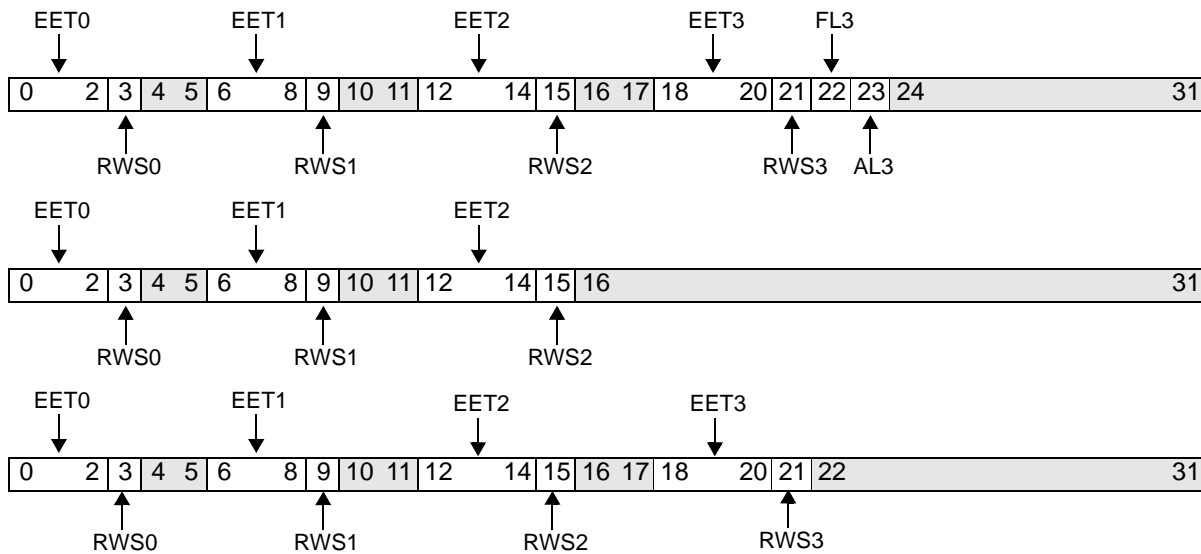 EET0 EET1 EET2 EET3 FL3
0 2 3 4 5 6 8 9 10 11 12 14 15 16 17 18 20 21 22 23 24 31
RWS0 RWS1 RWS2 RWS3 AL3
EET0 EET1 EET2
0 2 3 4 5 6 8 9 10 11 12 14 15 16 31
RWS0 RWS1 RWS2
EET0 EET1 EET2 EET3
0 2 3 4 5 6 8 9 10 11 12 14 15 16 17 18 20 21 22 31
RWS0 RWS1 RWS2 RWS3